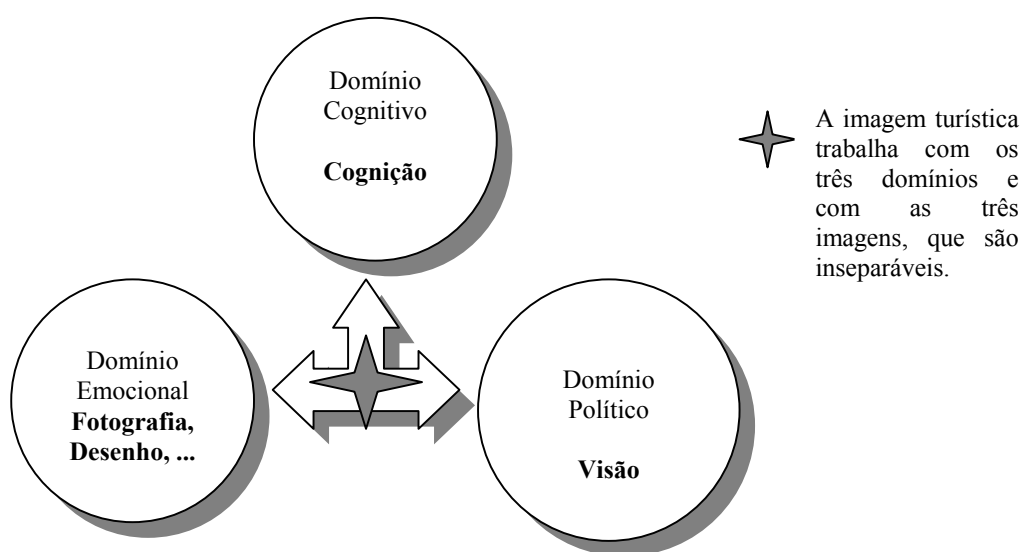 Domínio
Cognitivo
Cognição
A imagem turística
trabalha com os
três domínios e
com as três
imagens, que são
inseparáveis.
Domínio
Emocional
Fotografia,
Desenho, ...
Domínio
Político
Visão